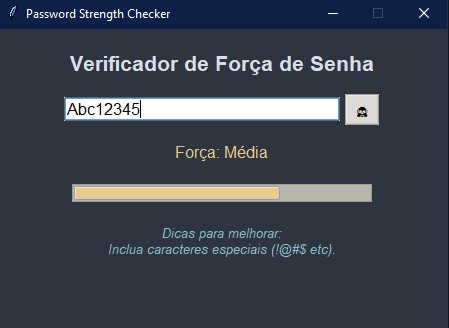 Password Strength Checker
Verificador de Força de Senha
Abc12345
Força: Média
Dicas para melhorar:
Inclua caracteres especiais (!@#$ etc).